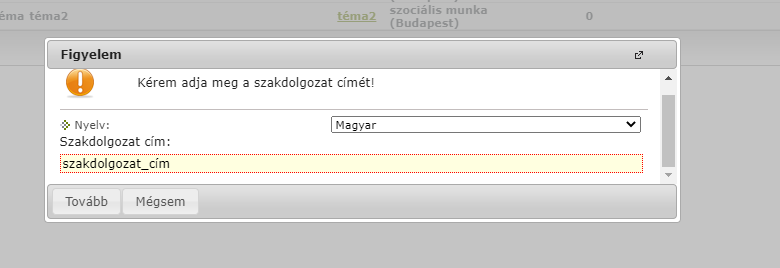 éma téma2 téma2 szociális munka (Budapest) 0
Figyelem
Kérem adja meg a szakdolgozat címét!
Nyelv: Magyar
Szakdolgozat cím:
szakdolgozat_cím
Tovább Mégsem